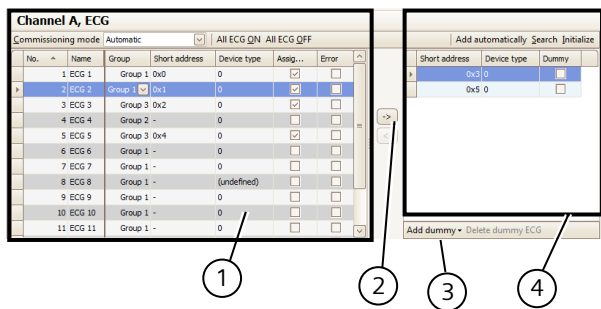 Channel A, ECG
Commissioning mode Automatic All ECG ON All ECG OFF
No. Name Group Short address Device type Assig... Error
1 ECG 1 Group 1 0x0 0
2 ECG 2 Group 1 0x1 0
3 ECG 3 Group 3 0x2 0
4 ECG 4 Group 2 - 0
5 ECG 5 Group 3 0x4 0
6 ECG 6 Group 1 - 0
7 ECG 7 Group 1 - 0
8 ECG 8 Group 1 - (undefined)
9 ECG 9 Group 1 - 0
10 ECG 10 Group 1 - 0
11 ECG 11 Group 1 - 0
->
<
Add automatically Search Initialize
Short address Device type Dummy
0x3 0
0x5 0
Add dummy Delete dummy ECG
1
2
3
4